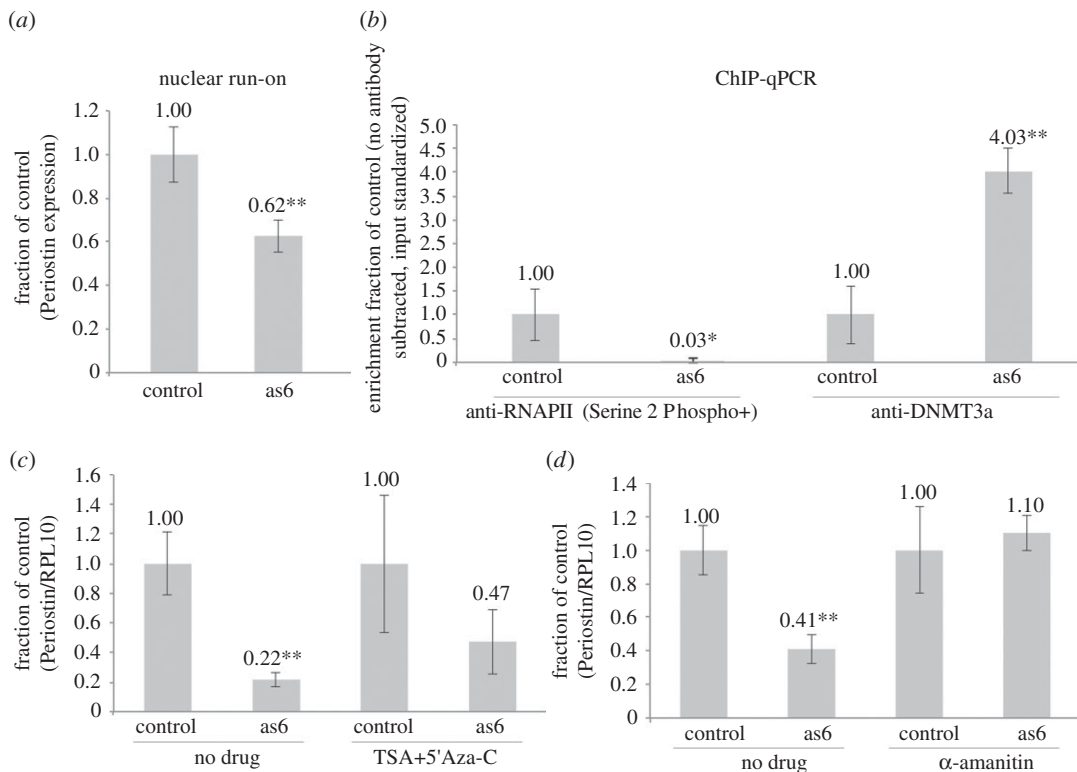 (a)
nuclear run-on
fraction of control
(Periostin expression)
1.2
1.0
0.8
0.6
0.4
0.2
0
1.00
0.62**
control
as6
(b)
ChIP-qPCR
enrichment fraction of control (no antibody
subtracted, input standardized)
5.0
4.5
4.0
3.5
3.0
2.5
2.0
1.5
1.0
0.5
0
1.00
0.03*
1.00
4.03**
control
as6
control
as6
anti-RNAPII (Serine 2 Phospho+)
anti-DNMT3a
(c)
fraction of control
(Periostin/RPL10)
1.6
1.4
1.2
1.0
0.8
0.6
0.4
0.2
0
1.00
0.22**
1.00
0.47
control
as6
control
as6
no drug
TSA+5'Aza-C
(d)
fraction of control
(Periostin/RPL10)
1.4
1.2
1.0
0.8
0.6
0.4
0.2
0
1.00
0.41**
1.00
1.10
control
as6
control
as6
no drug
α-amanitin